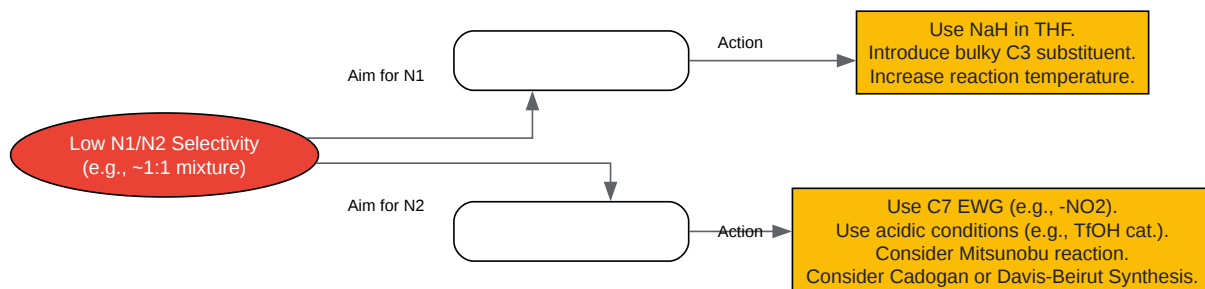 Low N1/N2 Selectivity
(e.g., ~1:1 mixture)
Aim for N1
Action
Use NaH in THF.
Introduce bulky C3 substituent.
Increase reaction temperature.
Aim for N2
Action
Use C7 EWG (e.g., -NO2).
Use acidic conditions (e.g., TfOH cat.).
Consider Mitsunobu reaction.
Consider Cadogan or Davis-Beirut Synthesis.